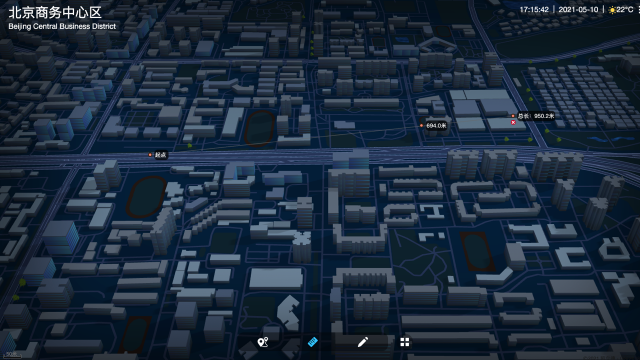 北京商务中心区
Beijing Central Business District
17:15:42 | 2021-05-10 | 22°C
总长：950.2米
694.0米
起点